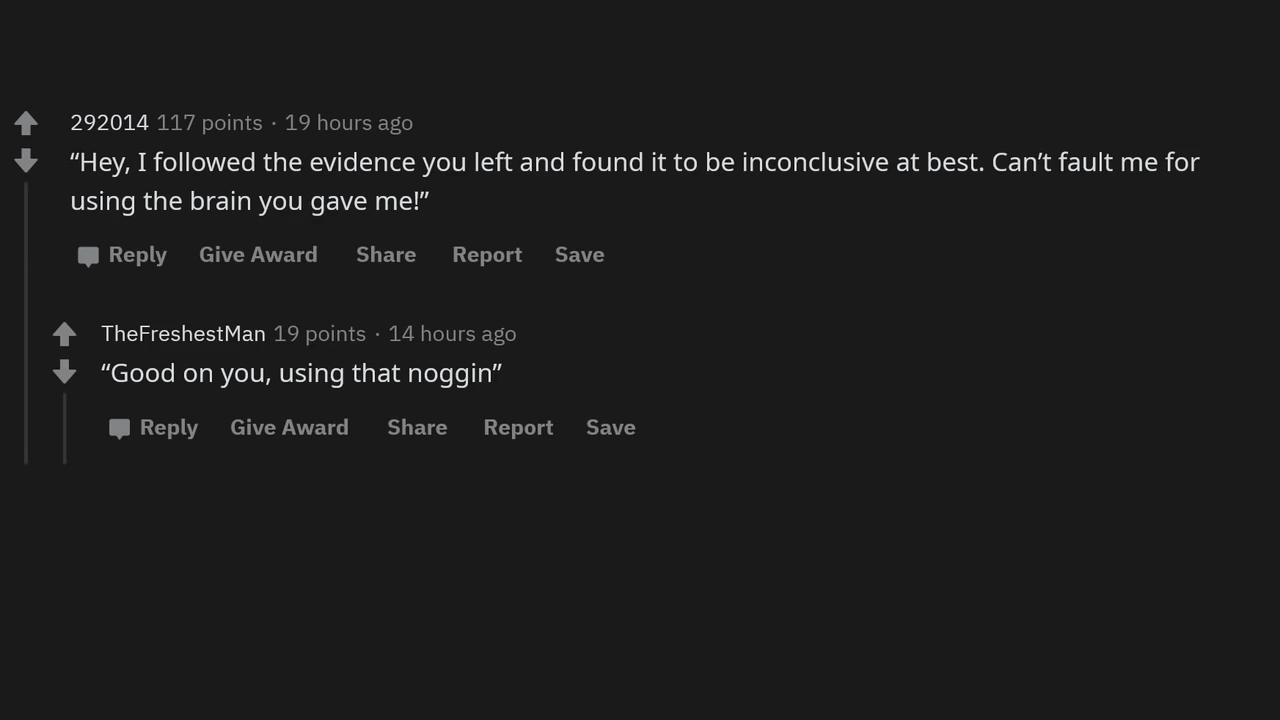 292014 117 points · 19 hours ago
“Hey, I followed the evidence you left and found it to be inconclusive at best. Can’t fault me for
using the brain you gave me!”
Reply Give Award Share Report Save
TheFreshestMan 19 points · 14 hours ago
“Good on you, using that noggin”
Reply Give Award Share Report Save